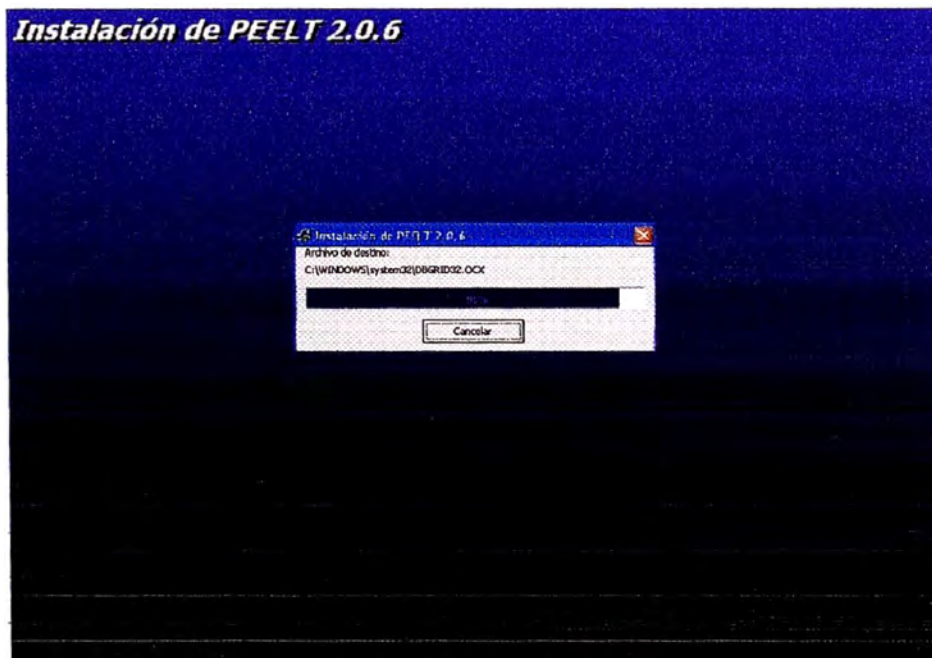 Instalación de PEELT 2.0.6
Instalación de PEELT 2.0.6
Archivo de destino:
C:\WINDOWS\system32\DBGRID32.OCX
Cancelar